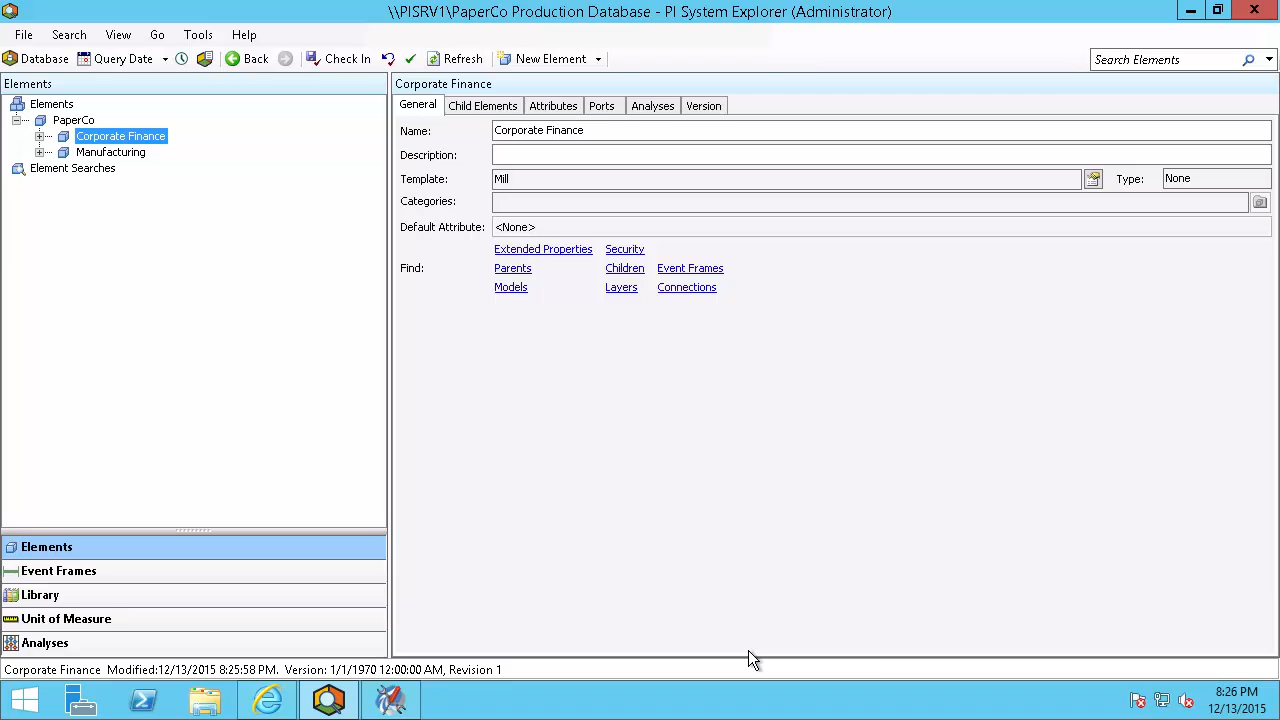 \\PISRV1\PaperCo Production Database - PI System Explorer (Administrator)
File Search View Go Tools Help
Database Query Date Back Check In Refresh New Element Search Elements
Elements
Elements
PaperCo
Corporate Finance
Manufacturing
Element Searches
Elements
Event Frames
Library
Unit of Measure
Analyses
Corporate Finance
General Child Elements Attributes Ports Analyses Version
Name: Corporate Finance
Description:
Template: Mill Type: None
Categories:
Default Attribute: <None>
Extended Properties Security
Find: Parents Children Event Frames
Models Layers Connections
Corporate Finance Modified:12/13/2015 8:25:58 PM. Version: 1/1/1970 12:00:00 AM, Revision 1
8:26 PM
12/13/2015